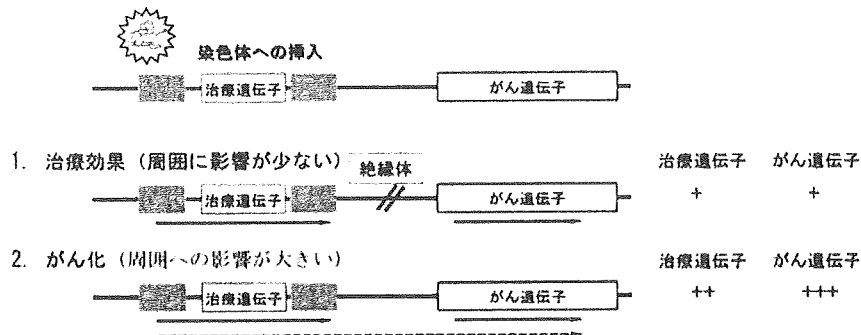 染色体への挿入
治療遺伝子 がん遺伝子
1. 治療効果（周囲に影響が少ない） 絶縁体 治療遺伝子 がん遺伝子
治療遺伝子 がん遺伝子 + +
2. がん化（周囲への影響が大きい） 治療遺伝子 がん遺伝子
治療遺伝子 がん遺伝子 ++ +++